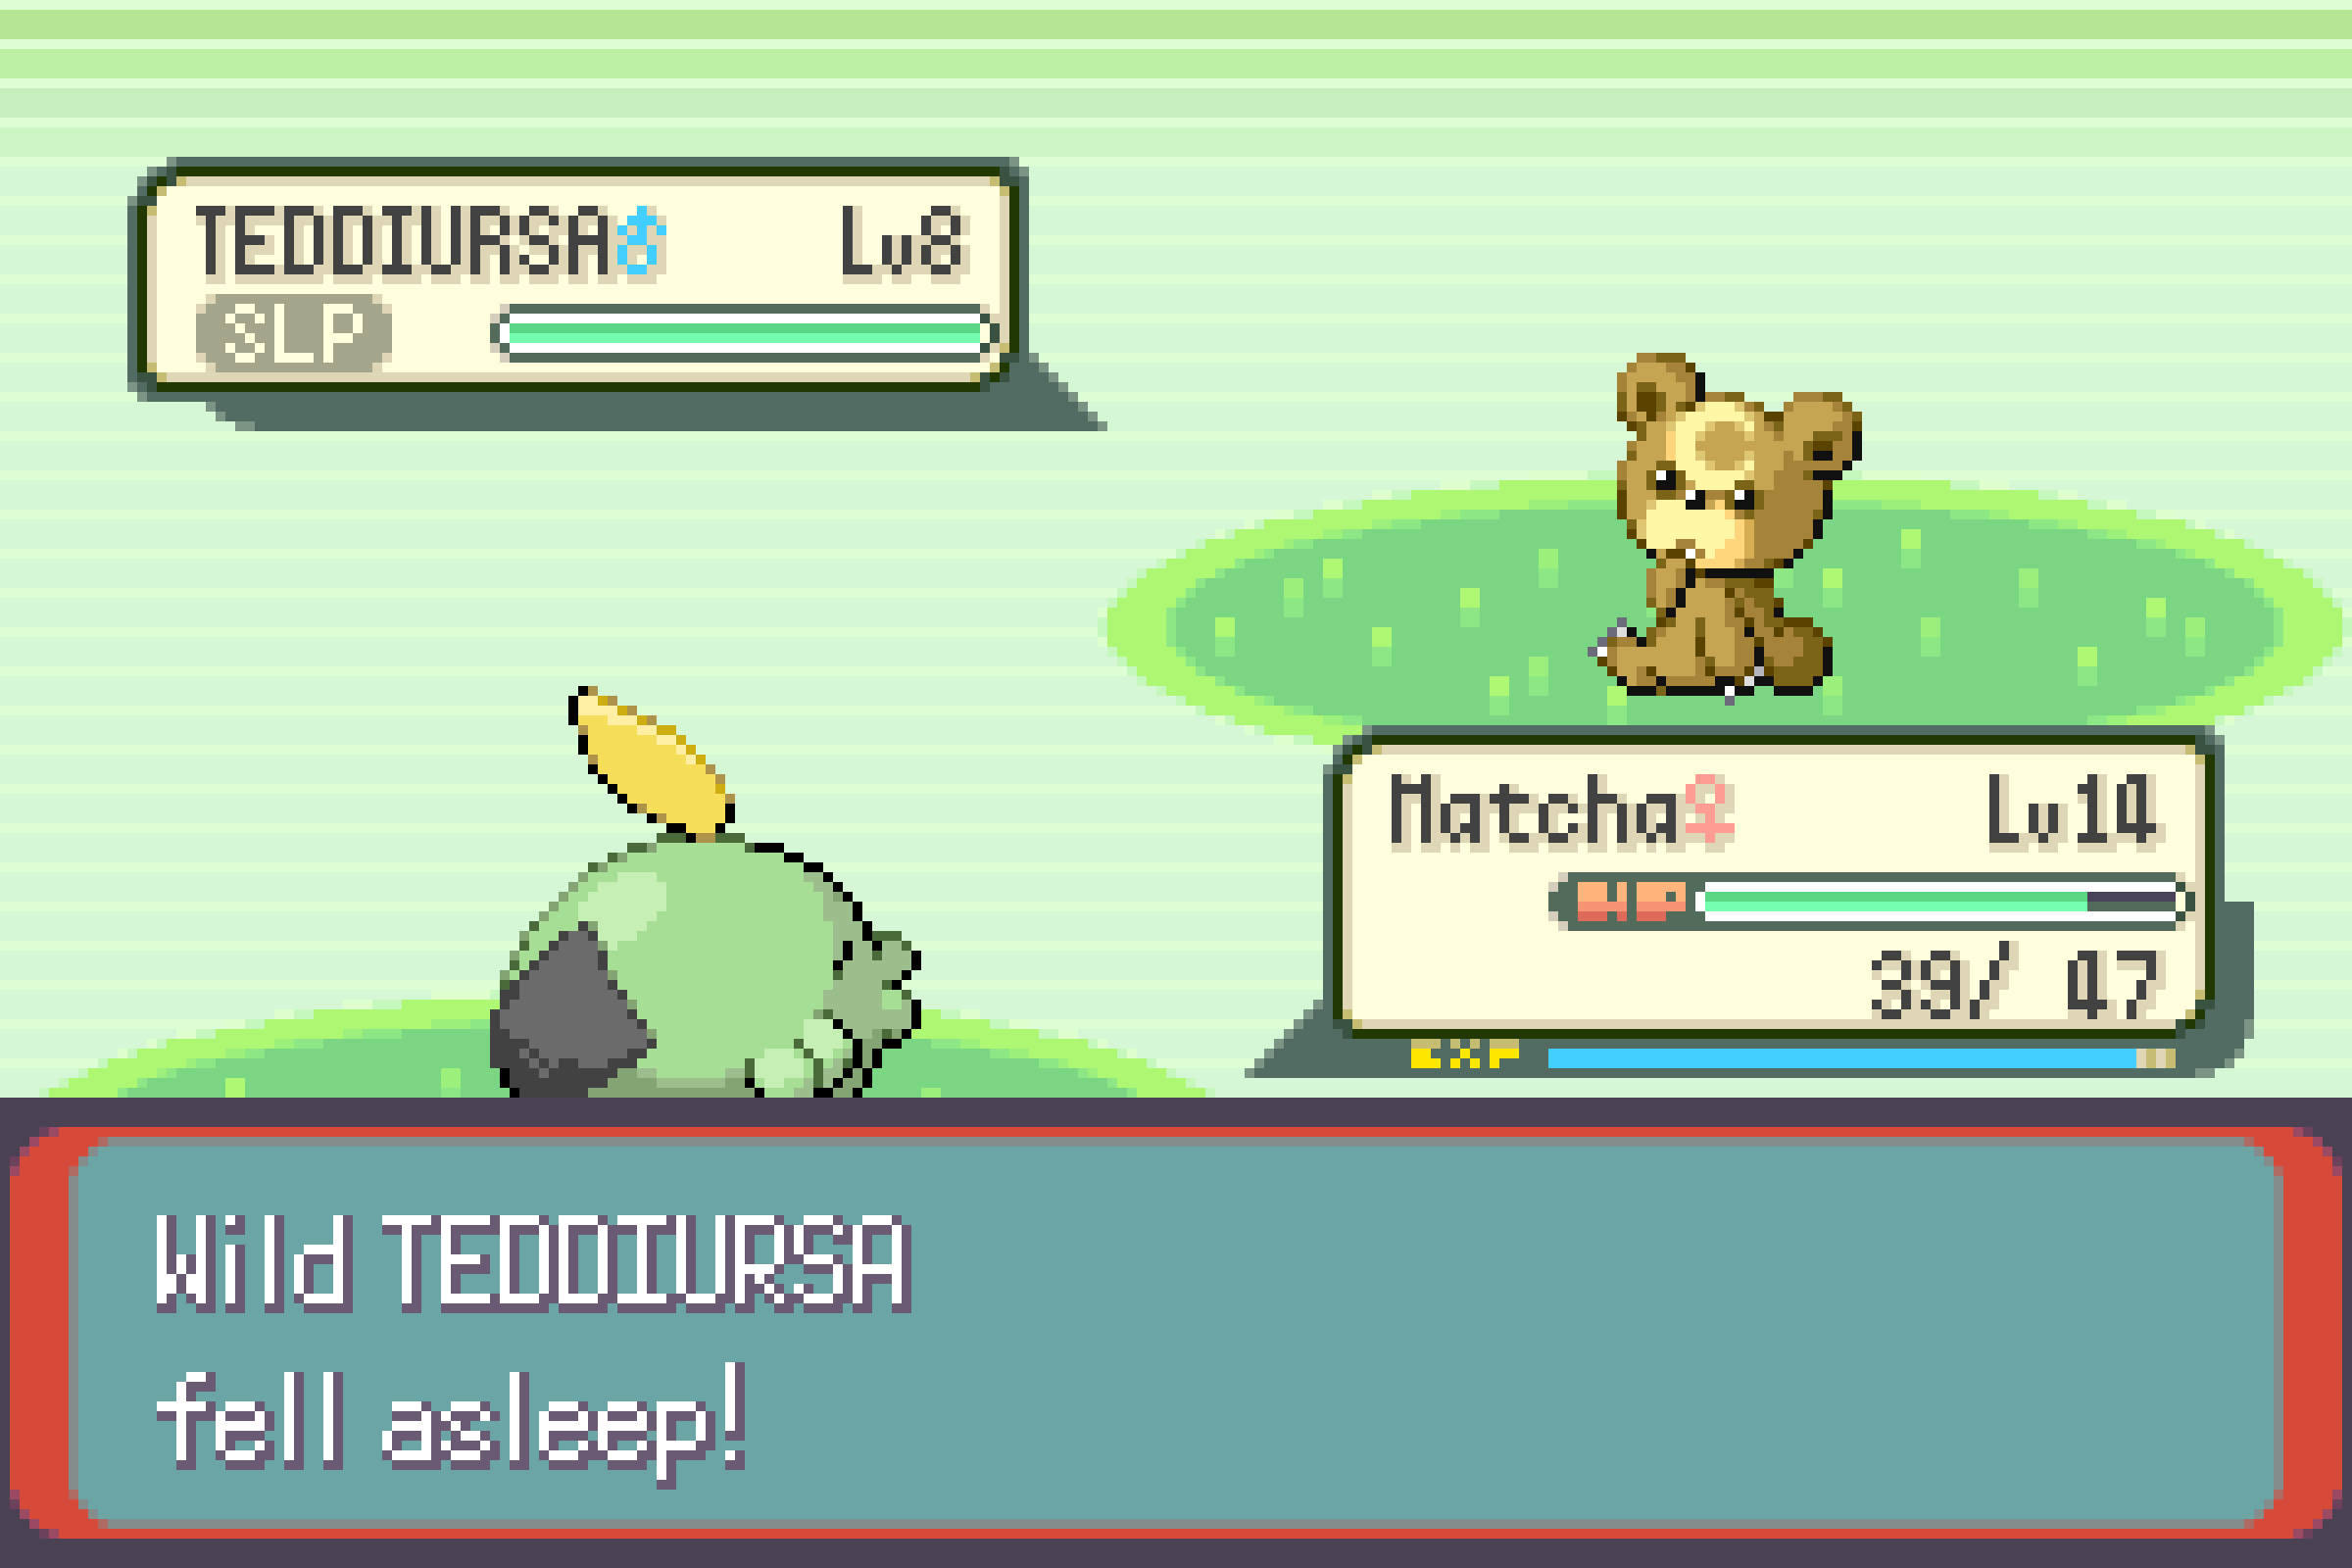 TEDDIURSA♂ Lv8
SLP
Matcha♀ Lv14
HP
39/ 47
EXP
Wild TEDDIURSA
fell asleep!